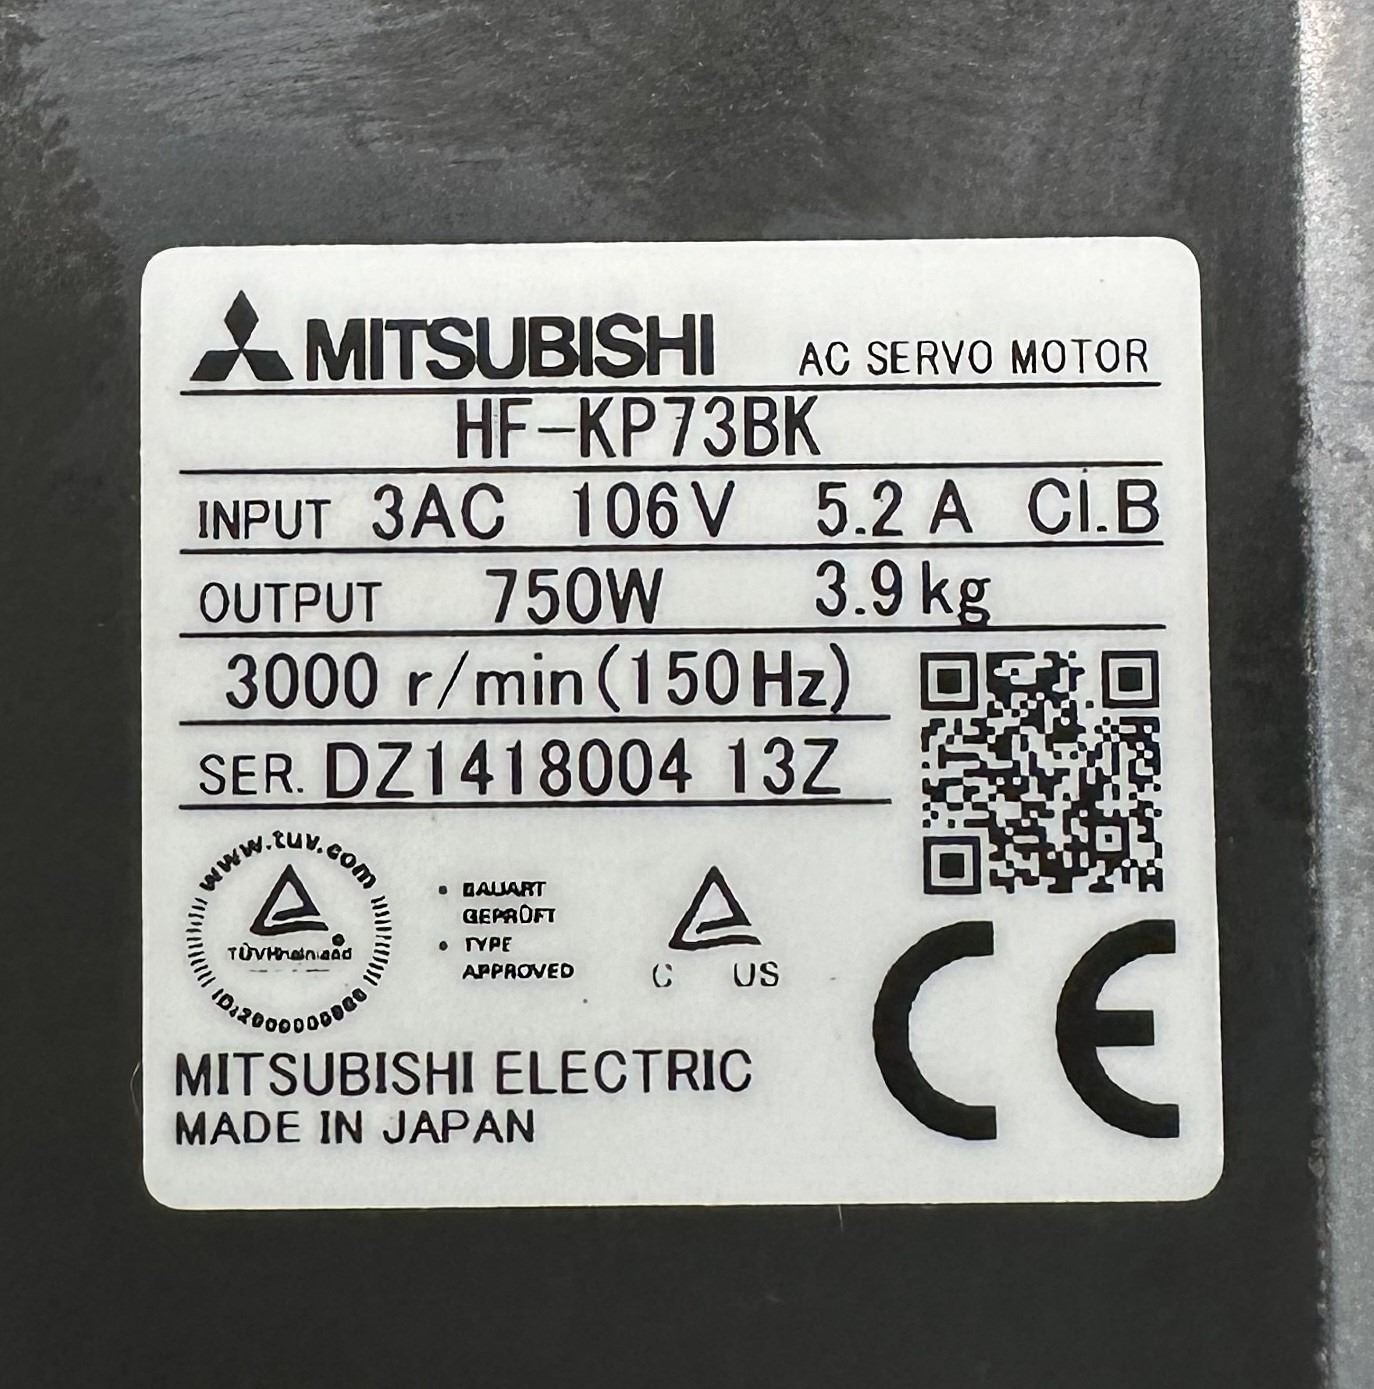 MITSUBISHI AC SERVO MOTOR
HF-KP73BK
INPUT 3AC 106V 5.2 A Cl.B
OUTPUT 750W 3.9kg
3000 r/min(150Hz)
SER. DZ1418004 13Z
www.tuv.com
TÜVRheinland
• BAUART
GEPRÜFT
• TYPE
APPROVED
C US
CE
MITSUBISHI ELECTRIC
MADE IN JAPAN